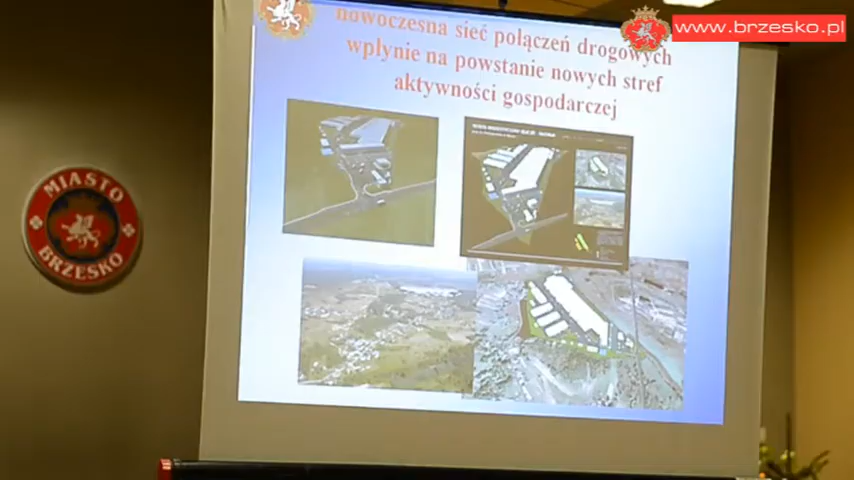 nowoczesna sieć połączeń drogowych
wpłynie na powstanie nowych stref
aktywności gospodarczej
www.brzesko.pl
MIASTO
BRZESKO